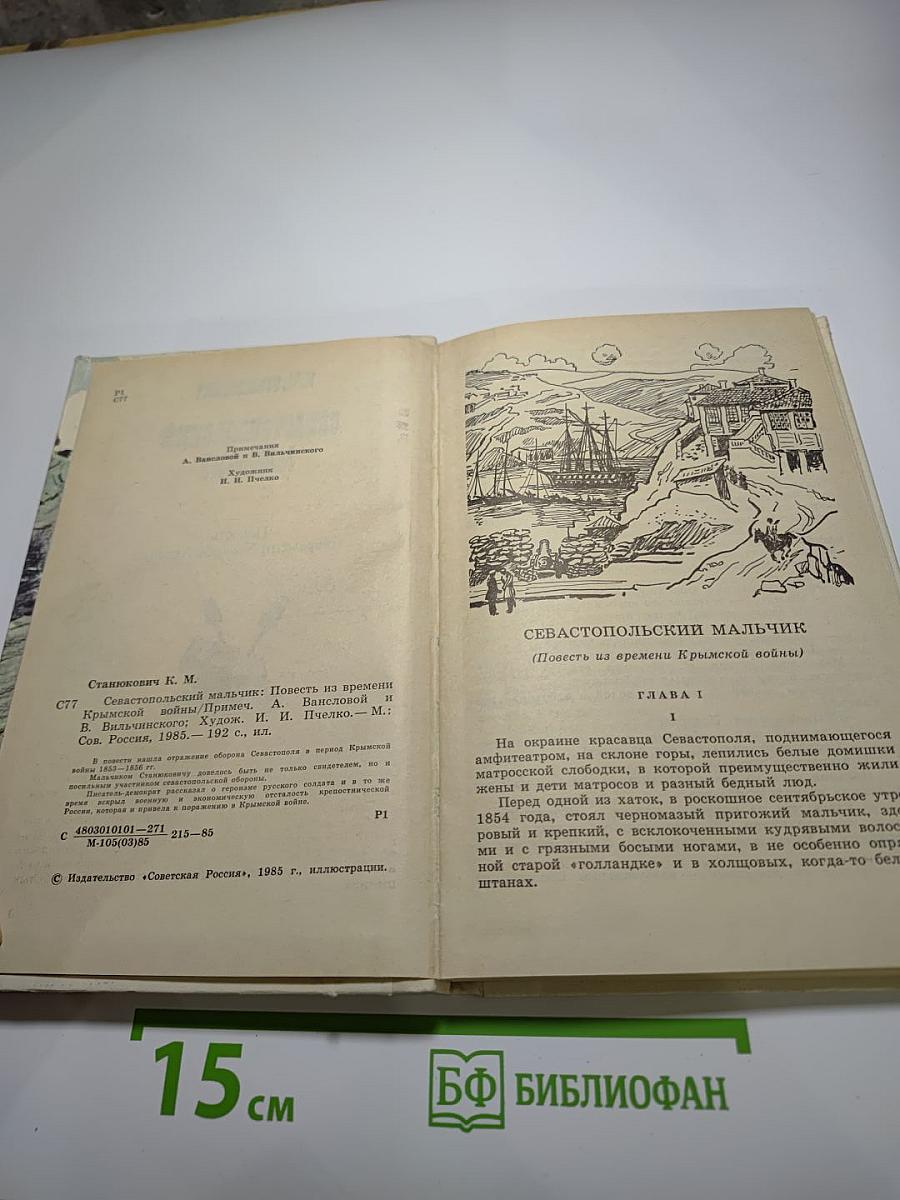 Р1
С77
Примечания
А. Вансловой и В. Вильчинского
Художник
И. И. Пчелко
Станюкович К. М.
С77 Севастопольский мальчик: Повесть из времени
Крымской войны/Примеч. А. Вансловой и
В. Вильчинского; Худож. И. И. Пчелко.— М.:
Сов. Россия, 1985.— 192 с., ил.
В повести нашла отражение оборона Севастополя в период Крымской
войны 1853—1856 гг.
Мальчиком Станюковичу довелось быть не только свидетелем, но и
посильным участником севастопольской обороны.
Писатель-демократ рассказал о героизме русского солдата и в то же
время вскрыл военную и экономическую отсталость крепостнической
России, которая и привела к поражению в Крымской войне.
Р1
С 4803010101—271 215—85
М-105(03)85
© Издательство «Советская Россия», 1985 г., иллюстрации.
СЕВАСТОПОЛЬСКИЙ МАЛЬЧИК
(Повесть из времени Крымской войны)
ГЛАВА I
I
На окраине красавца Севастополя, поднимающегося
амфитеатром, на склоне горы, лепились белые домишки
матросской слободки, в которой преимущественно жили
жены и дети матросов и разный бедный люд.
Перед одной из хаток, в роскошное сентябрьское утр
1854 года, стоял черномазый пригожий мальчик, здо
ровый и крепкий, с всклоченными кудрявыми волос
ми и с грязными босыми ногами, в не особенно опря
ной старой «голландке» и в холщовых, когда-то бел
штанах.
15 см
БФ БИБЛИОФАН